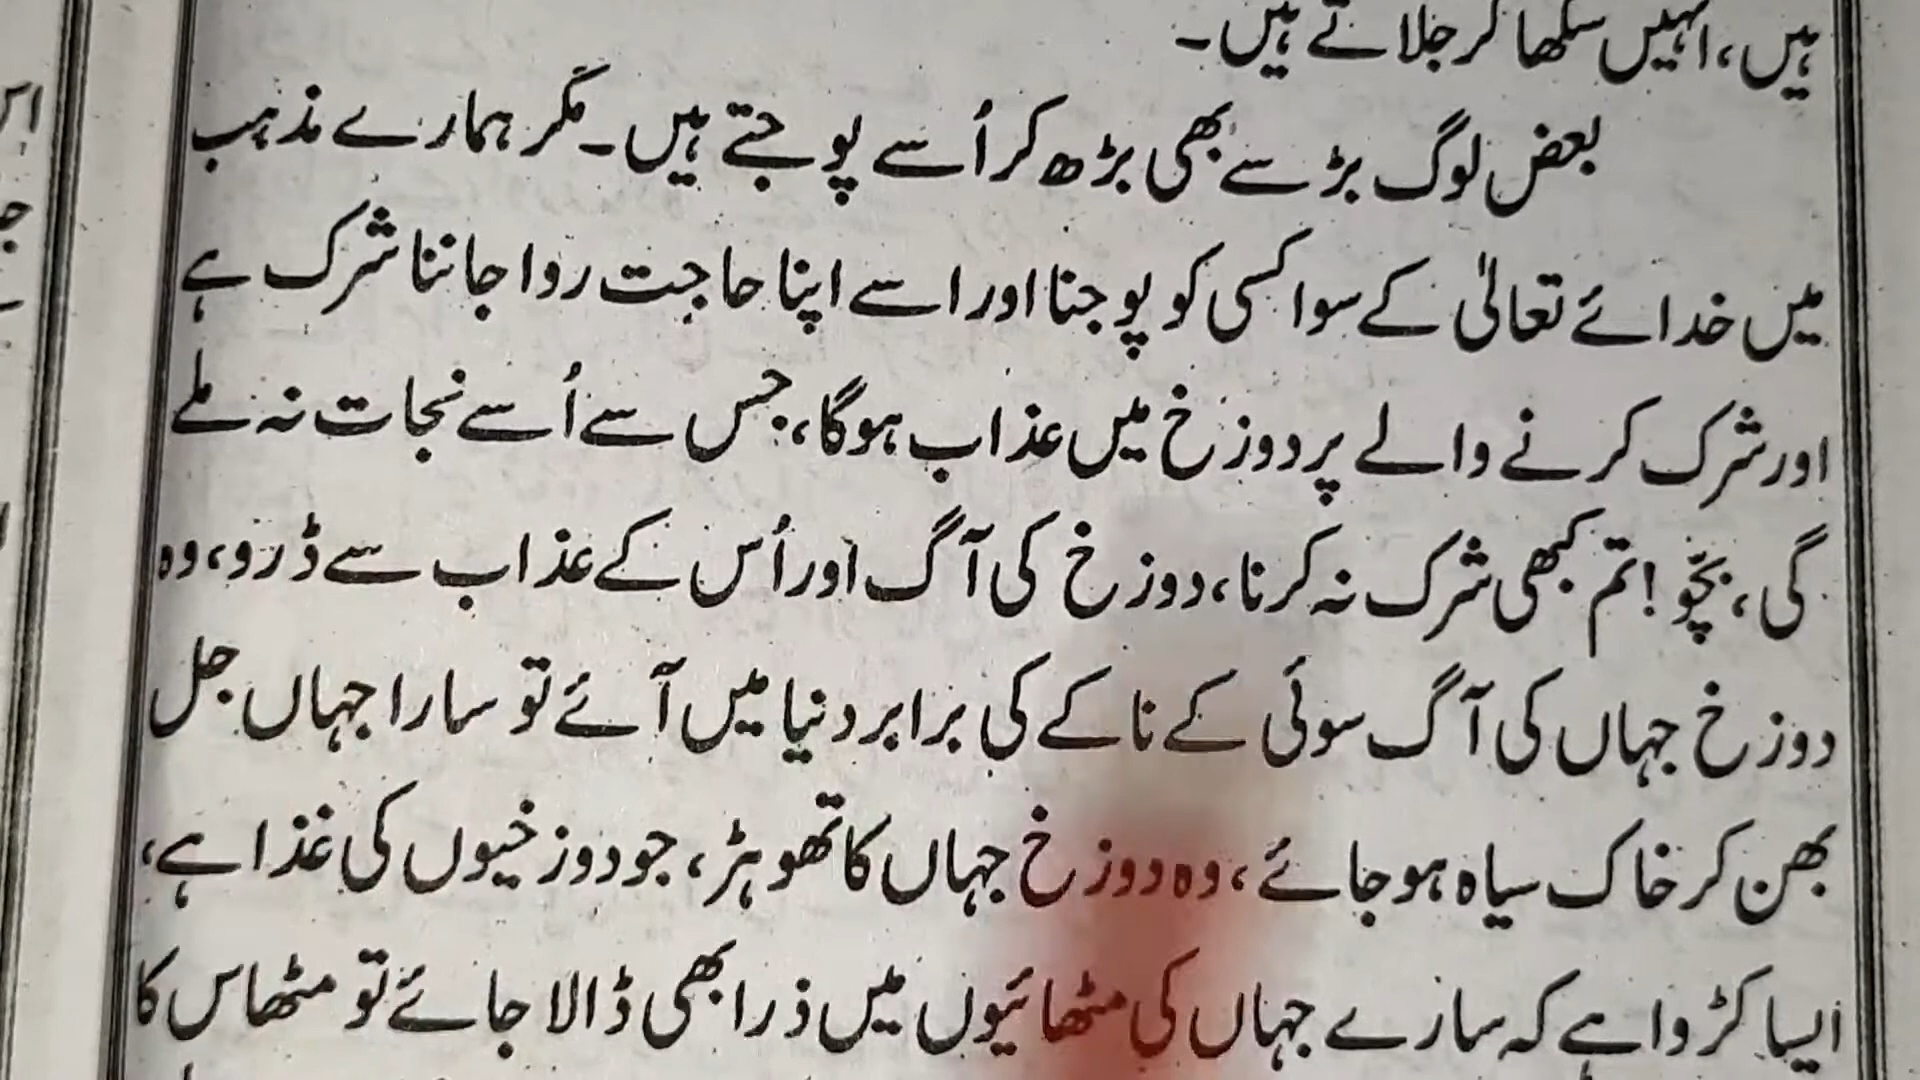 ہیں، انہیں سکھا کر جلاتے ہیں۔
بعض لوگ بڑ سے بھی بڑھ کر اُسے پوجتے ہیں۔ مگر ہمارے مذہب
میں خدائے تعالیٰ کے سوا کسی کو پوجنا اور اسے اپنا حاجت روا جاننا شرک ہے
اور شرک کرنے والے پر دوزخ میں عذاب ہوگا، جس سے اُسے نجات نہ ملے
گی، بچّو! تم کبھی شرک نہ کرنا، دوزخ کی آگ اور اُس کے عذاب سے ڈرو، وہ
دوزخ جہاں کی آگ سوئی کے ناکے کی برابر دنیا میں آئے تو سارا جہاں جل
بھن کر خاک سیاہ ہوجائے، وہ دوزخ جہاں کا تھوہڑ، جو دوزخیوں کی غذا ہے،
ایسا کڑوا ہے کہ سارے جہاں کی مٹھائیوں میں ذرا بھی ڈالا جائے تو مٹھاس کا